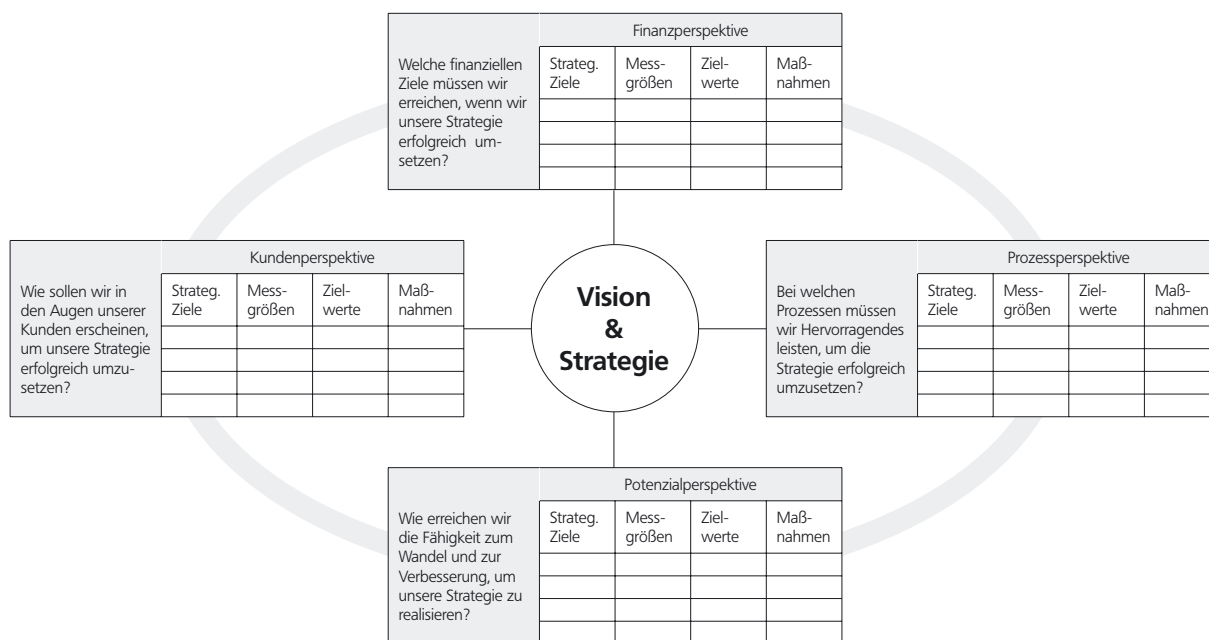 Finanzperspektive
Welche finanziellen
Ziele müssen wir
erreichen, wenn wir
unsere Strategie
erfolgreich um-
setzen?
Strateg. Mess- Ziel- Maß-
Ziele größen werte nahmen
Kundenperspektive
Wie sollen wir in
den Augen unserer
Kunden erscheinen,
um unsere Strategie
erfolgreich umzu-
setzen?
Strateg. Mess- Ziel- Maß-
Ziele größen werte nahmen
Vision
&
Strategie
Prozessperspektive
Bei welchen
Prozessen müssen
wir Hervorragendes
leisten, um die
Strategie erfolgreich
umzusetzen?
Strateg. Mess- Ziel- Maß-
Ziele größen werte nahmen
Potenzialperspektive
Wie erreichen wir
die Fähigkeit zum
Wandel und zur
Verbesserung, um
unsere Strategie zu
realisieren?
Strateg. Mess- Ziel- Maß-
Ziele größen werte nahmen